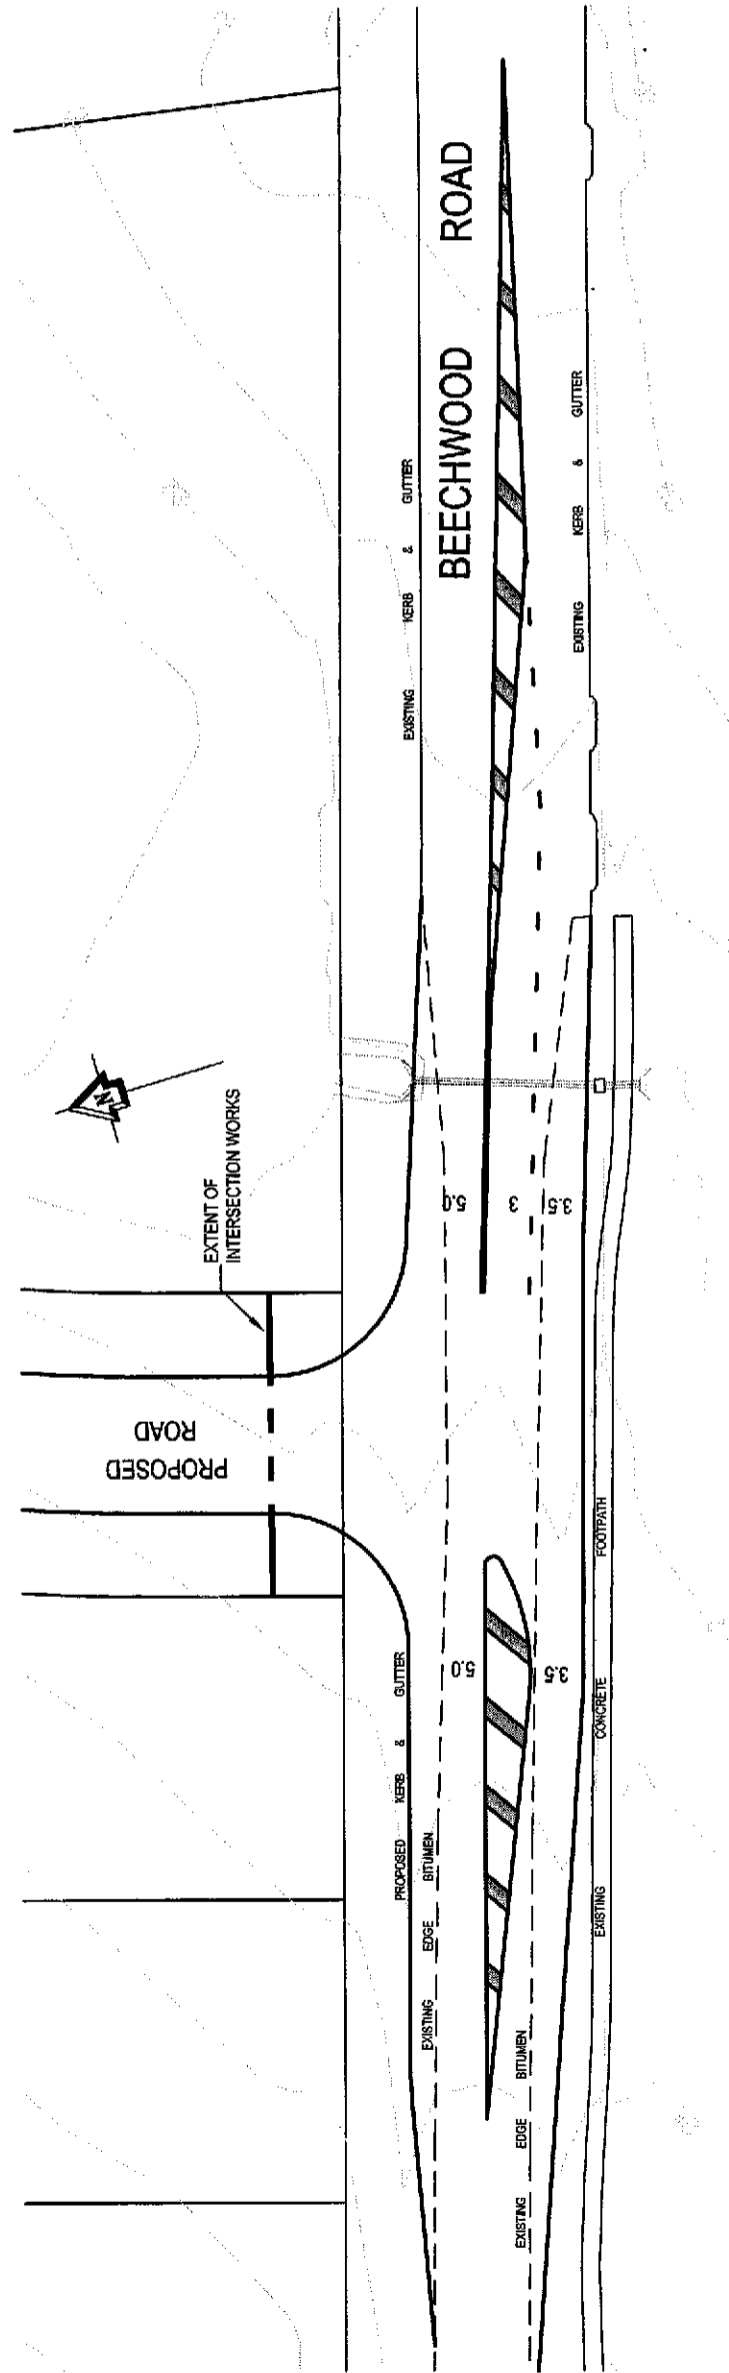 BEECHWOOD ROAD
EXISTING KERB & GUTTER
EXISTING KERB & GUTTER
N
EXTENT OF
INTERSECTION WORKS
5.0
3
3.5
PROPOSED
ROAD
5.0
3.5
PROPOSED KERB & GUTTER
EXISTING EDGE BITUMEN
EXISTING EDGE BITUMEN
EXISTING CONCRETE FOOTPATH